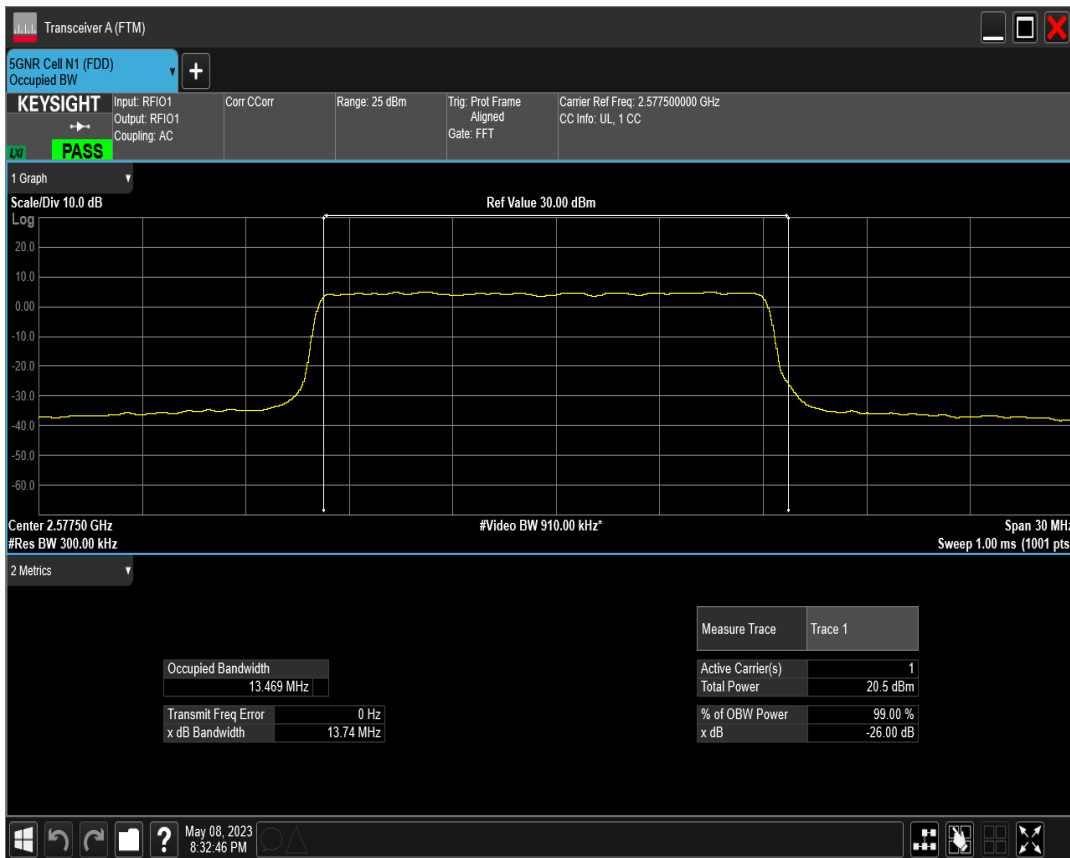 Transceiver A (FTM)
5GNR Cell N1 (FDD)
Occupied BW
+
KEYSIGHT
LXI
PASS
Input: RFIO1
Output: RFIO1
Coupling: AC
Corr CCorr
Range: 25 dBm
Trig: Prot Frame
Aligned
Gate: FFT
Carrier Ref Freq: 2.577500000 GHz
CC Info: UL, 1 CC
1 Graph
Scale/Div 10.0 dB
Ref Value 30.00 dBm
Log
20.0
10.0
0.00
-10.0
-20.0
-30.0
-40.0
-50.0
-60.0
Center 2.57750 GHz
#Video BW 910.00 kHz*
Span 30 MHz
#Res BW 300.00 kHz
Sweep 1.00 ms (1001 pts
2 Metrics
Measure Trace Trace 1
Occupied Bandwidth
13.469 MHz
Active Carrier(s) 1
Total Power 20.5 dBm
Transmit Freq Error 0 Hz
x dB Bandwidth 13.74 MHz
% of OBW Power 99.00 %
x dB -26.00 dB
?
May 08, 2023
8:32:46 PM